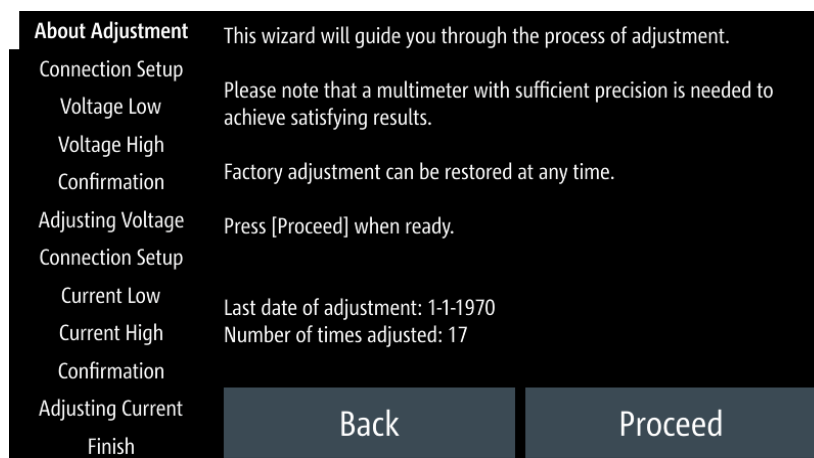 About Adjustment
Connection Setup
Voltage Low
Voltage High
Confirmation
Adjusting Voltage
Connection Setup
Current Low
Current High
Confirmation
Adjusting Current
Finish
This wizard will guide you through the process of adjustment.
Please note that a multimeter with sufficient precision is needed to
achieve satisfying results.
Factory adjustment can be restored at any time.
Press [Proceed] when ready.
Last date of adjustment: 1-1-1970
Number of times adjusted: 17
Back
Proceed